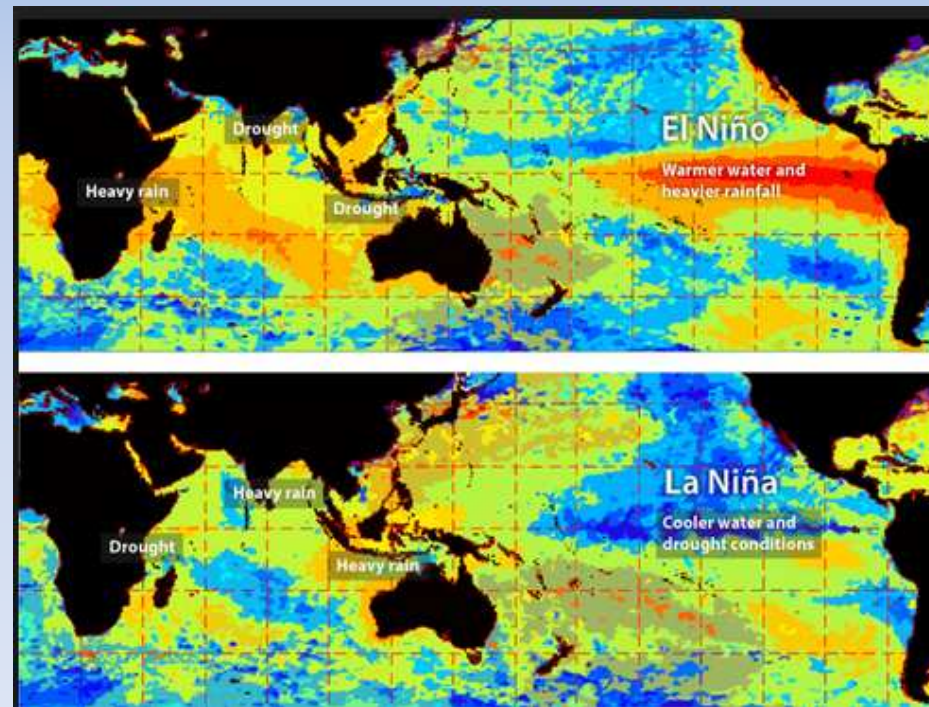 Drought
El Niño
Warmer water and
heavier rainfall
Heavy rain
Drought
La Niña
Heavy rain
Cooler water and
drought conditions
Drought
Heavy rain